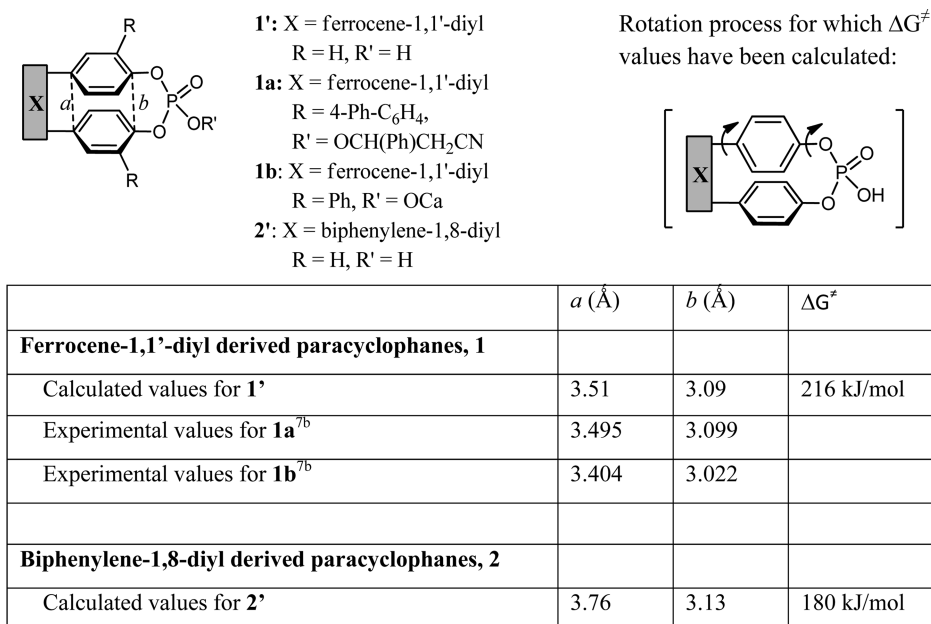 R
X
a
b
O
O
P
O
OR'
R
1': X = ferrocene-1,1'-diyl
R = H, R' = H
1a: X = ferrocene-1,1'-diyl
R = 4-Ph-C6H4,
R' = OCH(Ph)CH2CN
1b: X = ferrocene-1,1'-diyl
R = Ph, R' = OCa
2': X = biphenylene-1,8-diyl
R = H, R' = H
Rotation process for which ΔG≠
values have been calculated:
X
O
O
P
O
OH
a (Å) b (Å) ΔG≠
Ferrocene-1,1’-diyl derived paracyclophanes, 1
Calculated values for 1’ 3.51 3.09 216 kJ/mol
Experimental values for 1a7b 3.495 3.099
Experimental values for 1b7b 3.404 3.022
Biphenylene-1,8-diyl derived paracyclophanes, 2
Calculated values for 2’ 3.76 3.13 180 kJ/mol